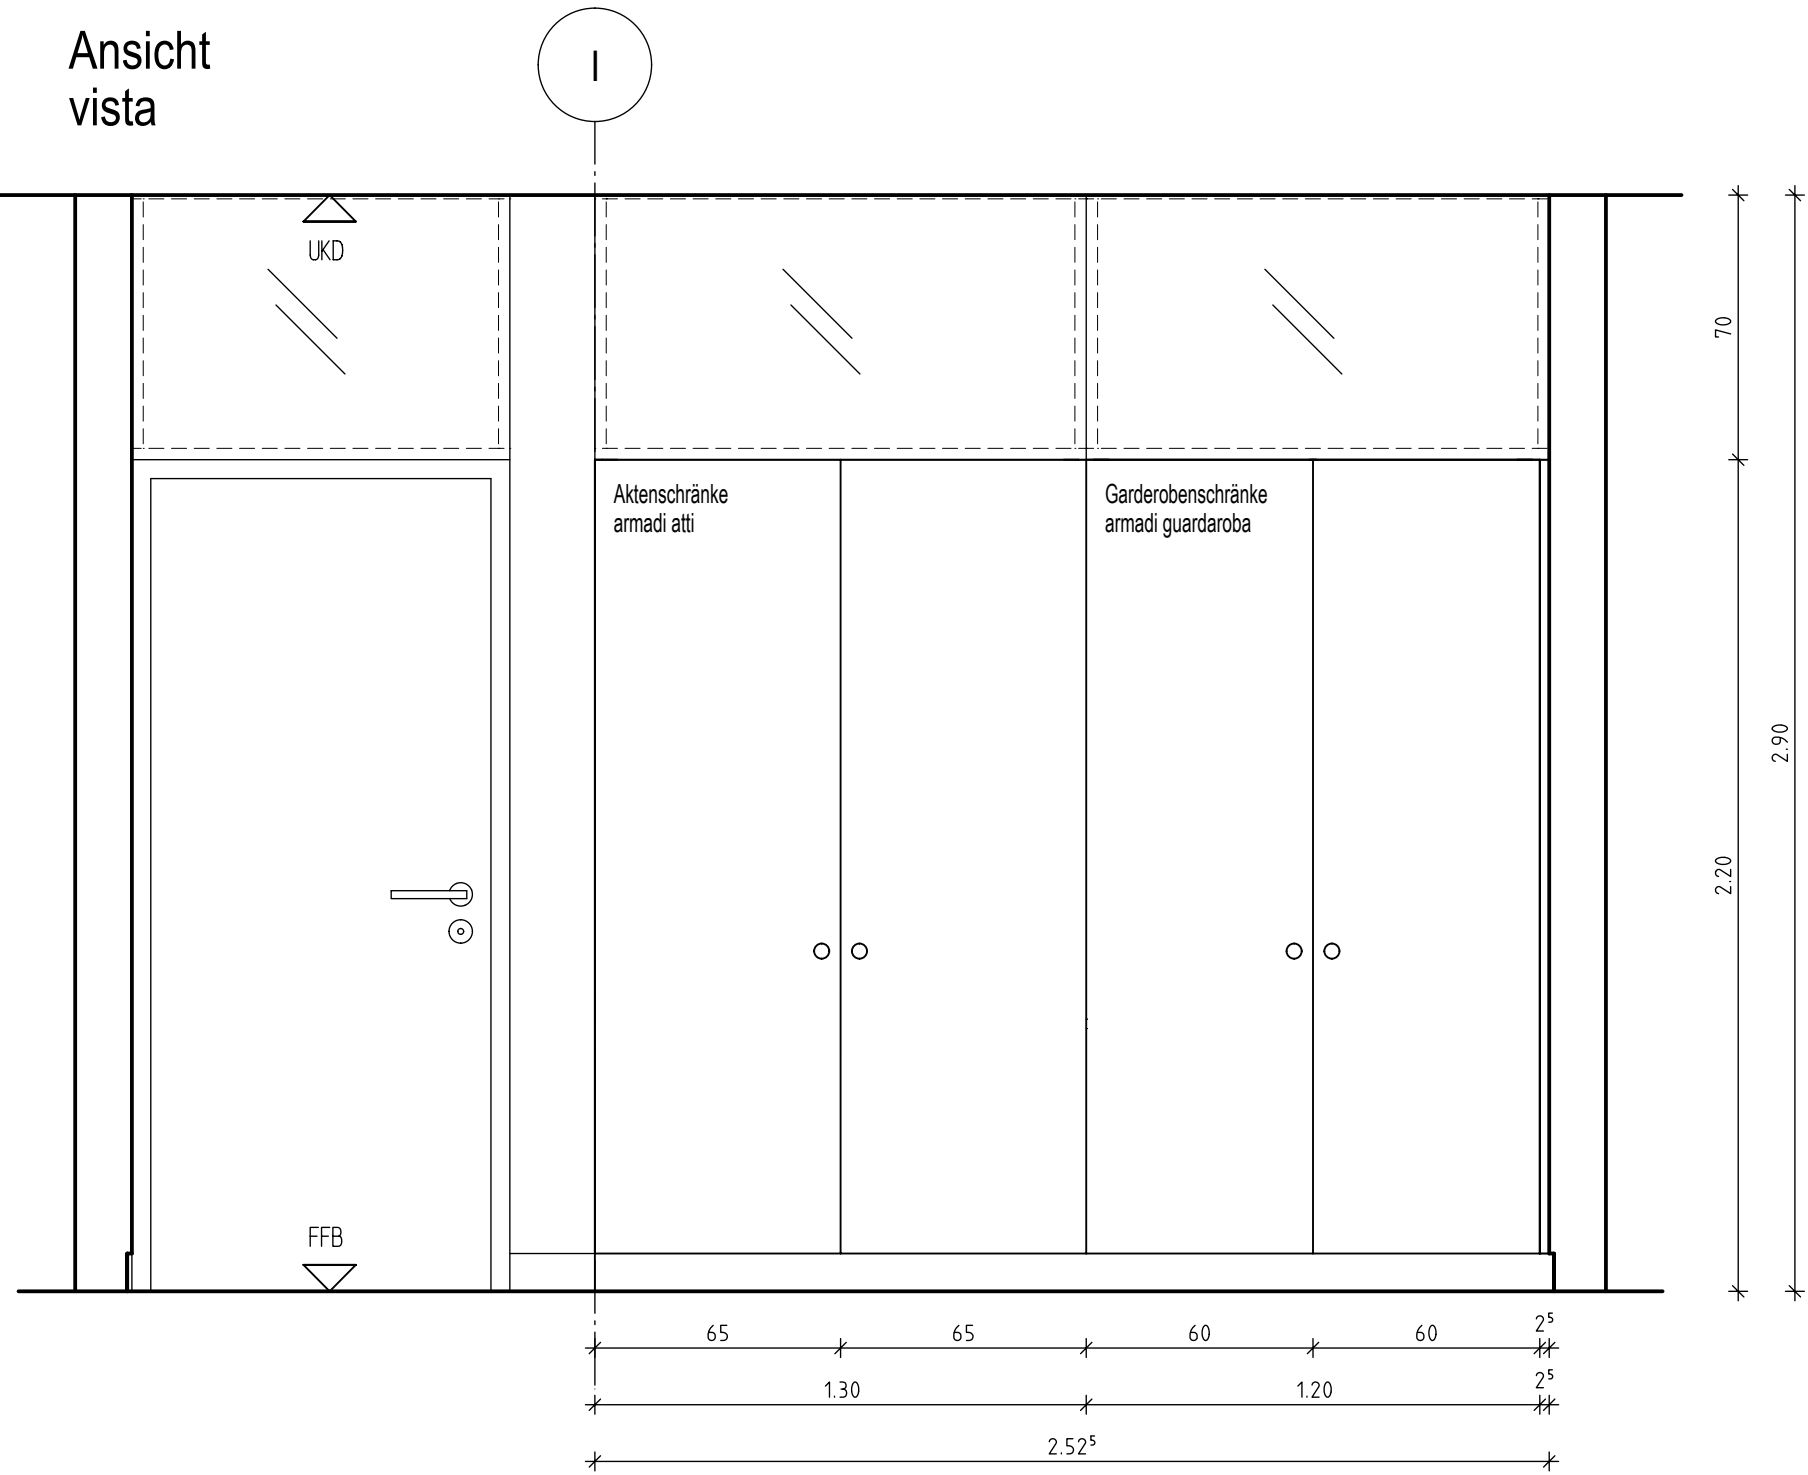 Ansicht
vista
I
UKD
70
Aktenschränke
armadi atti
Garderobenschränke
armadi guardaroba
2.90
2.20
FFB
65
65
60
60
2⁵
1.30
1.20
2⁵
2.52⁵